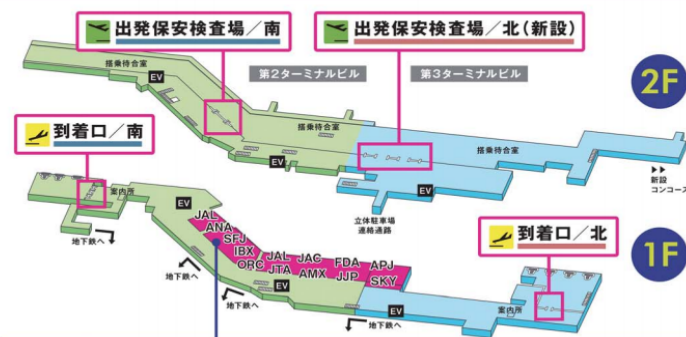 出発保安検査場／南
出発保安検査場／北（新設）
搭乗待合室
EV
第2ターミナルビル
第3ターミナルビル
2F
搭乗待合室
EV
搭乗待合室
EV
到着口／南
案内所
立体駐車場
連絡通路
▶▶
新設
コンコース
地下鉄へ
EV
JAL
ANA
SFJ
IBX
ORC
JAL
JTA
JAC
AMX
FDA
JJP
APJ
SKY
到着口／北
1F
地下鉄へ
地下鉄へ
EV
地下鉄へ
EV
案内所